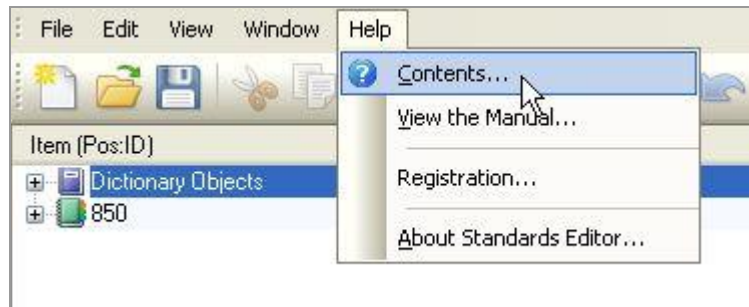 File Edit View Window Help
Contents...
View the Manual...
Item (Pos:ID)
Dictionary Objects
Registration...
850
About Standards Editor...